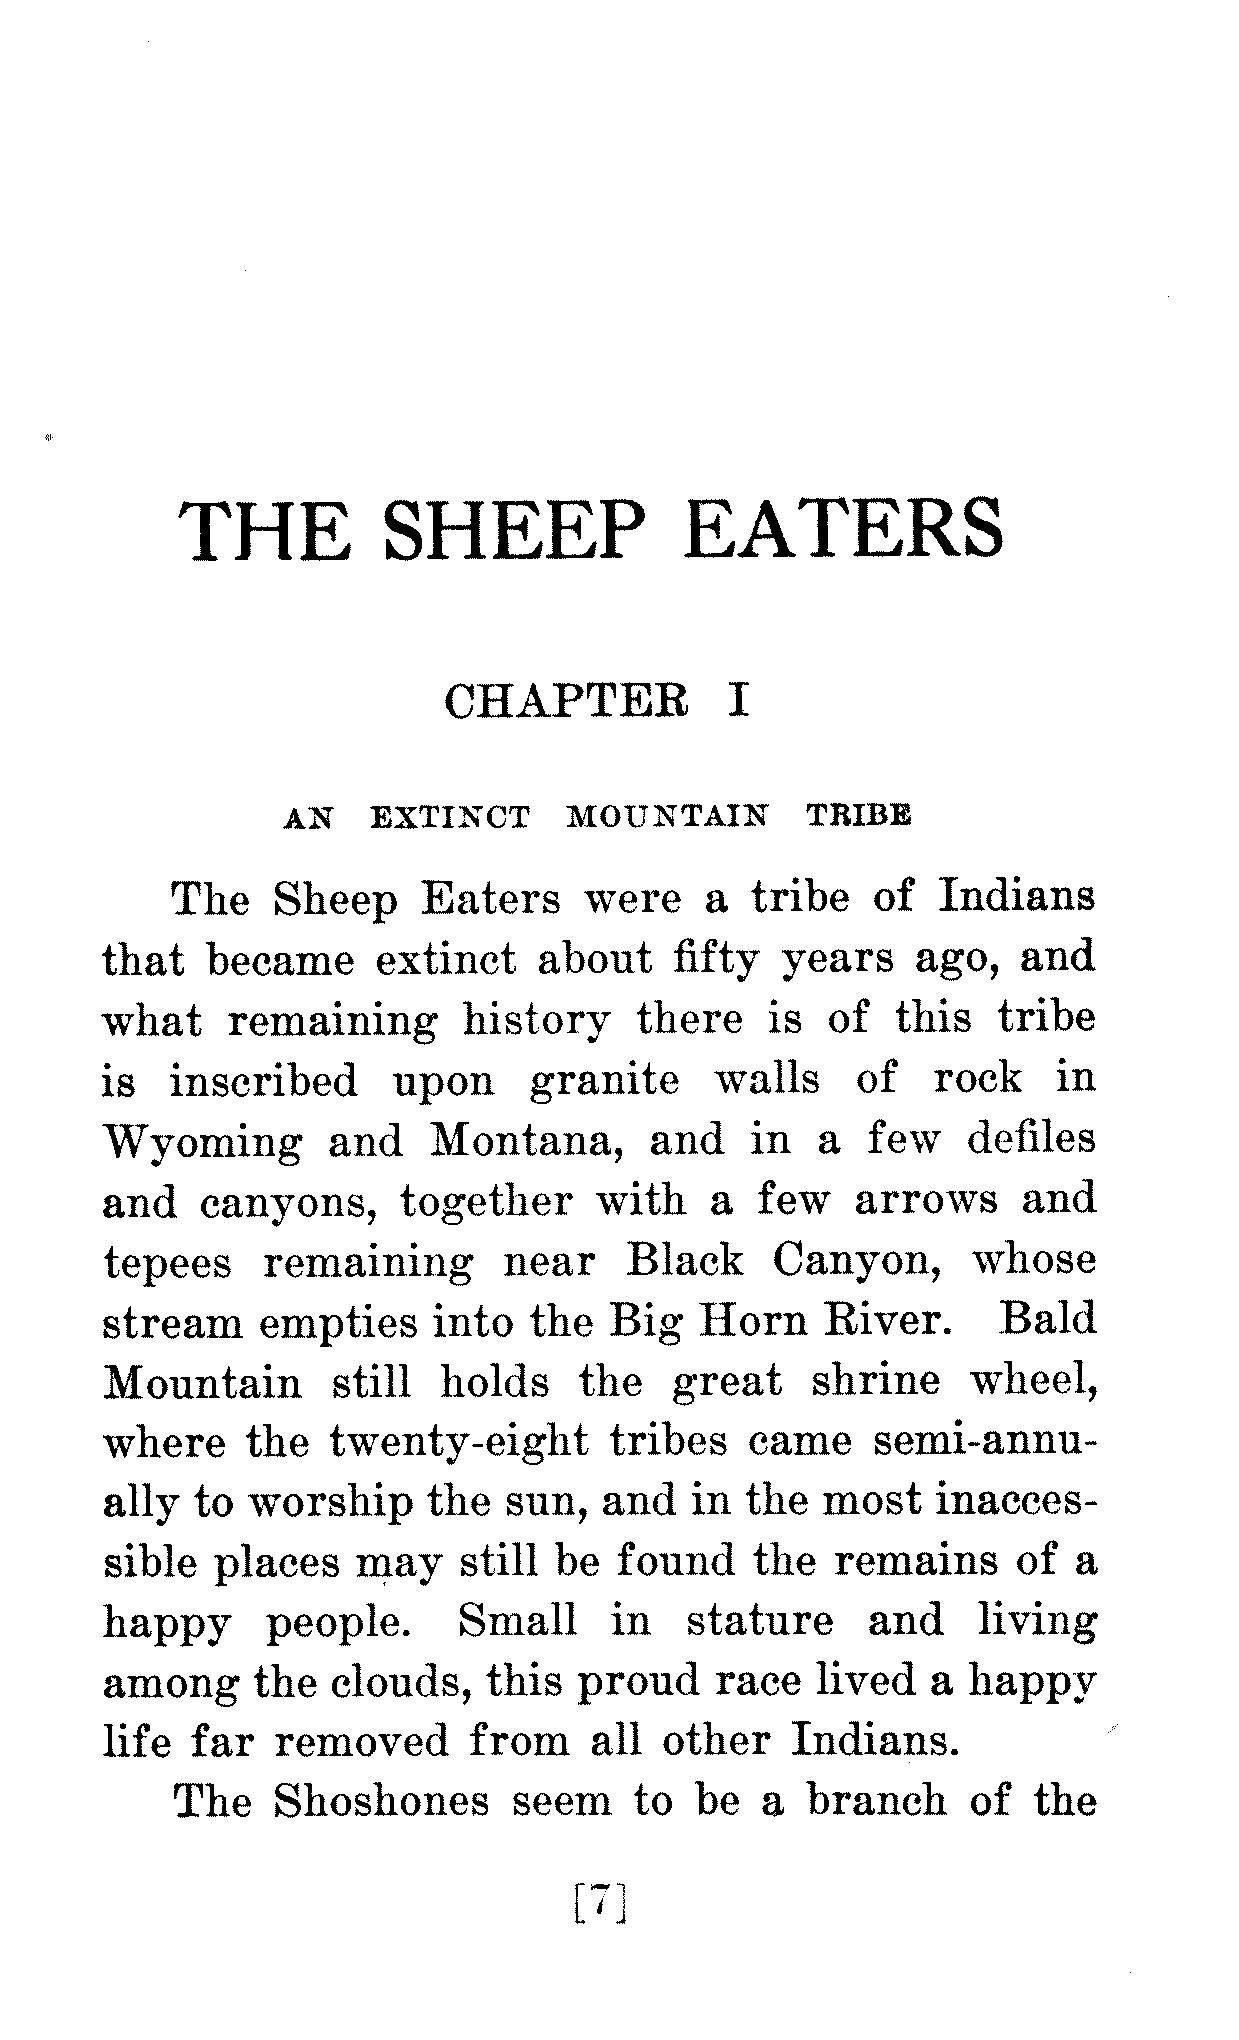 THE SHEEP EATERS
CHAPTER I
AN EXTINCT MOUNTAIN TRIBE
The Sheep Eaters were a tribe of Indians
that became extinct about fifty years ago, and
what remaining history there is of this tribe
is inscribed upon granite walls of rock in
Wyoming and Montana, and in a few defiles
and canyons, together with a few arrows and
tepees remaining near Black Canyon, whose
stream empties into the Big Horn River. Bald
Mountain still holds the great shrine wheel,
where the twenty-eight tribes came semi-annu-
ally to worship the sun, and in the most inacces-
sible places may still be found the remains of a
happy people. Small in stature and living
among the clouds, this proud race lived a happy
life far removed from all other Indians.
The Shoshones seem to be a branch of the
[7]